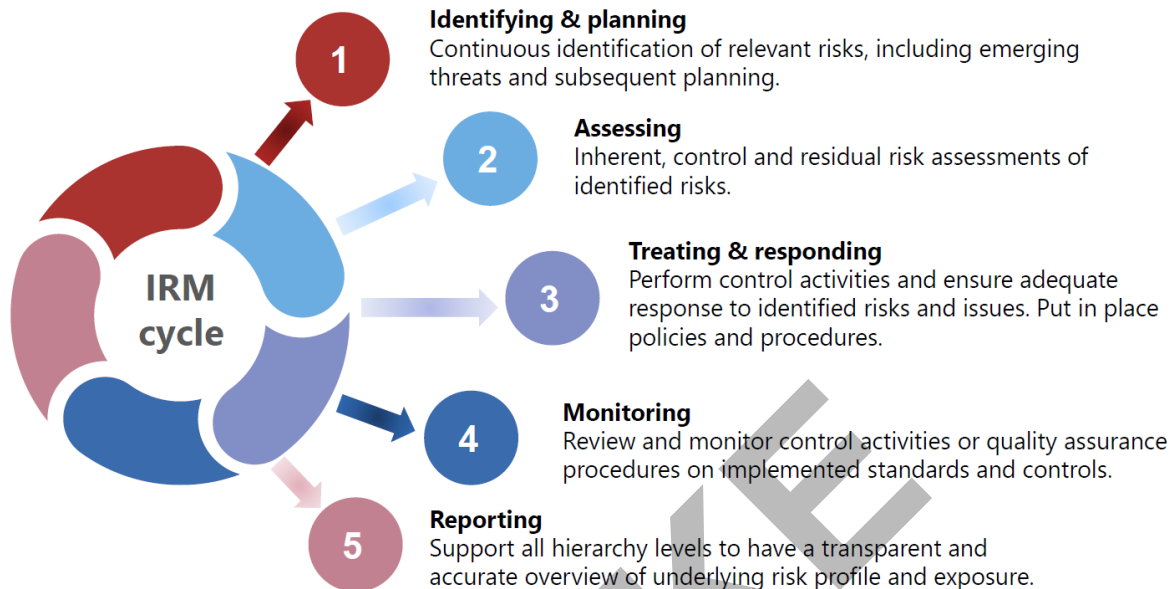 1
Identifying & planning
Continuous identification of relevant risks, including emerging
threats and subsequent planning.
2
Assessing
Inherent, control and residual risk assessments of
identified risks.
IRM
cycle
3
Treating & responding
Perform control activities and ensure adequate
response to identified risks and issues. Put in place
policies and procedures.
4
Monitoring
Review and monitor control activities or quality assurance
procedures on implemented standards and controls.
5
Reporting
Support all hierarchy levels to have a transparent and
accurate overview of underlying risk profile and exposure.